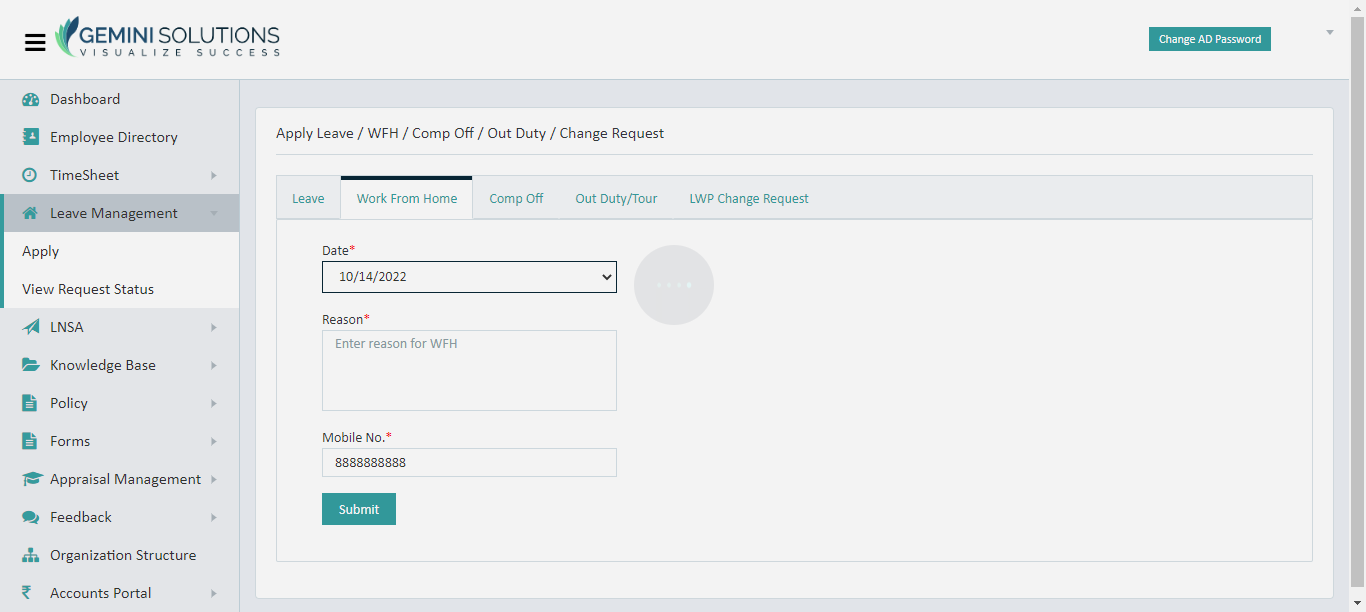 GEMINI SOLUTIONS
VISUALIZE SUCCESS
Change AD Password
Dashboard
Employee Directory
TimeSheet
Leave Management
Apply
View Request Status
LNSA
Knowledge Base
Policy
Forms
Appraisal Management
Feedback
Organization Structure
Accounts Portal
Apply Leave / WFH / Comp Off / Out Duty / Change Request
Leave Work From Home Comp Off Out Duty/Tour LWP Change Request
Date*
10/14/2022
Reason*
Enter reason for WFH
Mobile No.*
8888888888
Submit